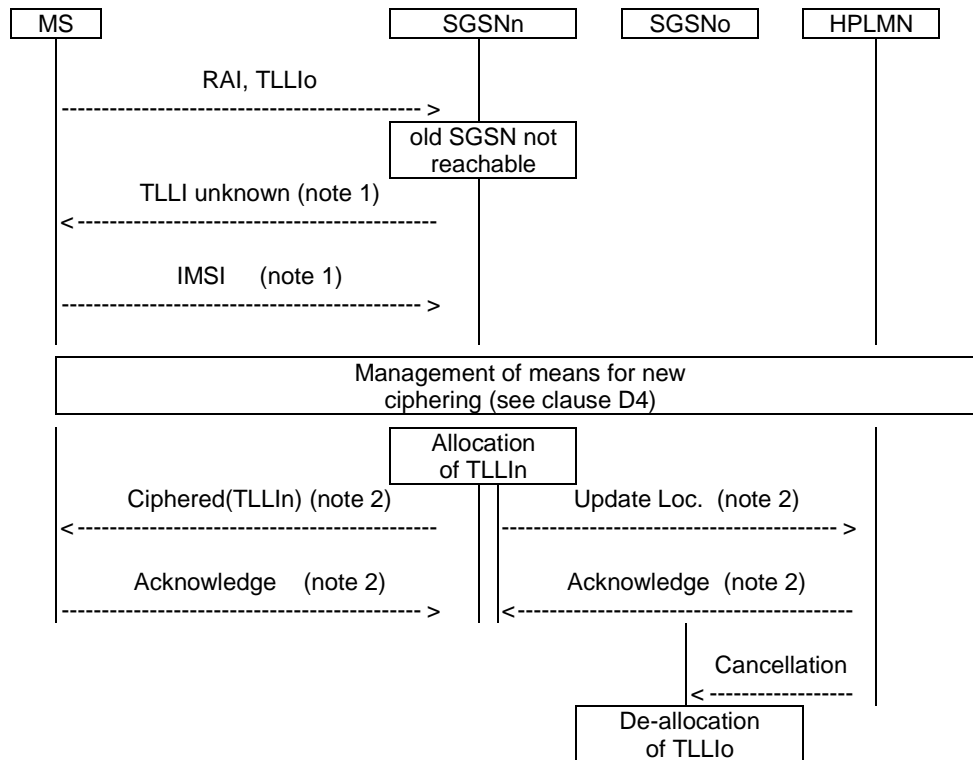 MS SGSNn SGSNo HPLMN
RAI, TLLIo
old SGSN not
reachable
TLLI unknown (note 1)
IMSI (note 1)
Management of means for new
ciphering (see clause D4)
Allocation
of TLLIn
Ciphered(TLLIn) (note 2) Update Loc. (note 2)
Acknowledge (note 2) Acknowledge (note 2)
Cancellation
De-allocation
of TLLIo